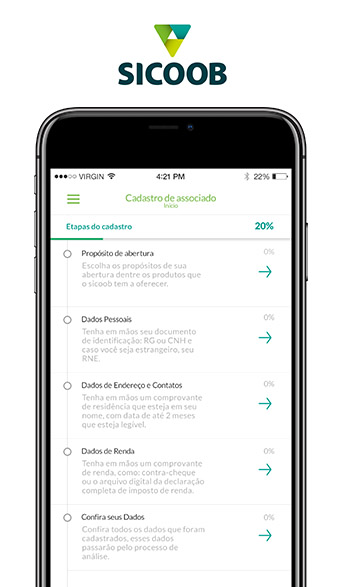 SICOOB
VIRGIN 4:21 PM 22%
Cadastro de associado
Início
Etapas do cadastro 20%
Propósito de abertura 0%
Escolha os propósitos de sua
abertura dentre os produtos que
o sicoob tem a oferecer.
Dados Pessoais 0%
Tenha em mãos seu documento
de identificação: RG ou CNH e
caso você seja estrangeiro, seu
RNE.
Dados de Endereço e Contatos 0%
Tenha em mãos um comprovante
de residência que esteja em seu
nome, com data de até 2 meses
que esteja legível.
Dados de Renda 0%
Tenha em mãos um comprovante
de renda, como: contra-cheque
ou o arquivo digital da declaração
completa de imposto de renda.
Confira seus Dados 0%
Confira todos os dados que foram
cadastrados, esses dados
passarão pelo processo de
análise.